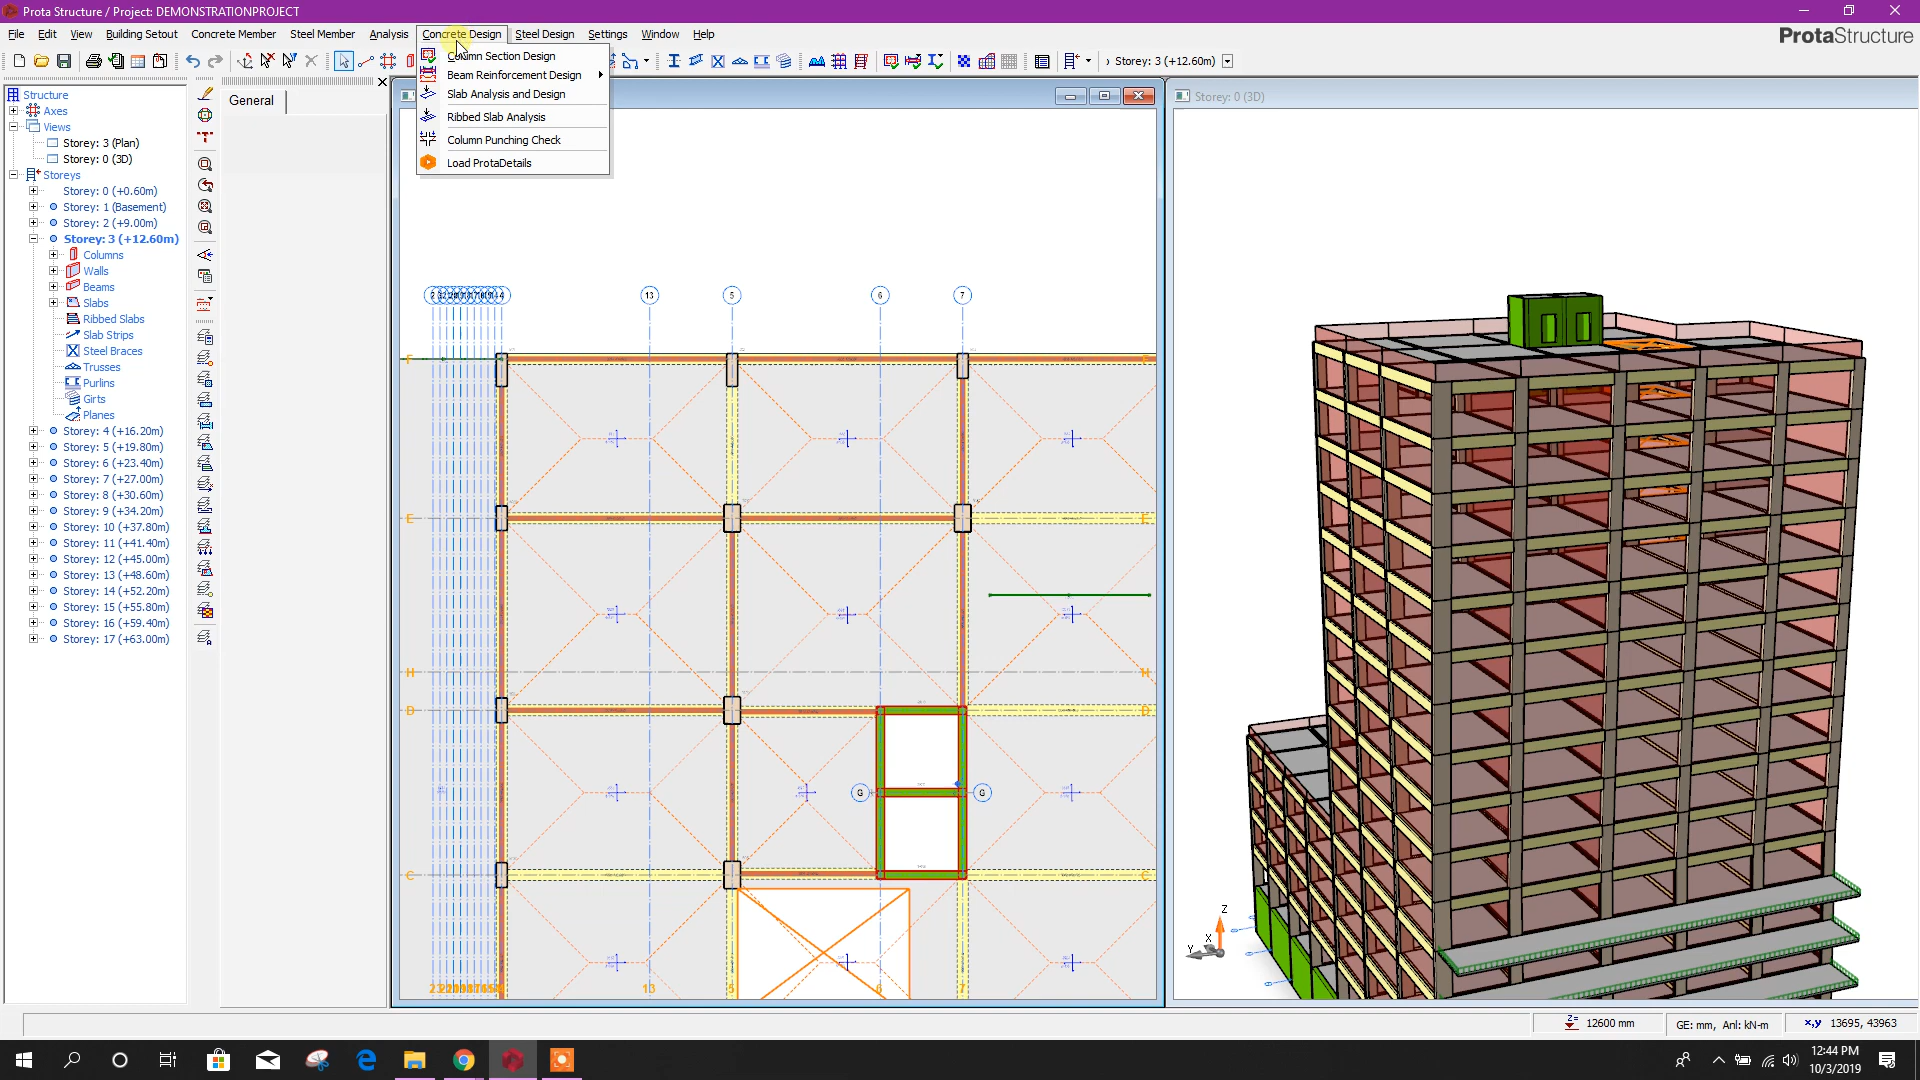 Prota Structure / Project: DEMONSTRATIONPROJECT
File Edit View Building Setout Concrete Member Steel Member Analysis Concrete Design Steel Design Settings Window Help
ProtaStructure
Storey: 3 (+12.60m)
Column Section Design
Beam Reinforcement Design
Slab Analysis and Design
Ribbed Slab Analysis
Column Punching Check
Load ProtaDetails
General
Storey: 0 (3D)
Structure
Axes
Views
Storey: 3 (Plan)
Storey: 0 (3D)
Storeys
Storey: 0 (+0.60m)
Storey: 1 (Basement)
Storey: 2 (+9.00m)
Storey: 3 (+12.60m)
Columns
Walls
Beams
Slabs
Ribbed Slabs
Slab Strips
Steel Braces
Trusses
Purlins
Girts
Planes
Storey: 4 (+16.20m)
Storey: 5 (+19.80m)
Storey: 6 (+23.40m)
Storey: 7 (+27.00m)
Storey: 8 (+30.60m)
Storey: 9 (+34.20m)
Storey: 10 (+37.80m)
Storey: 11 (+41.40m)
Storey: 12 (+45.00m)
Storey: 13 (+48.60m)
Storey: 14 (+52.20m)
Storey: 15 (+55.80m)
Storey: 16 (+59.40m)
Storey: 17 (+63.00m)
4 13 5 6 7
F
E E
H H
D D
G G
C C
13 5 6 7
Z
X
Y
Z= 12600 mm
GE: mm, Anl: kN-m
x,y 13695, 43963
12:44 PM
10/3/2019